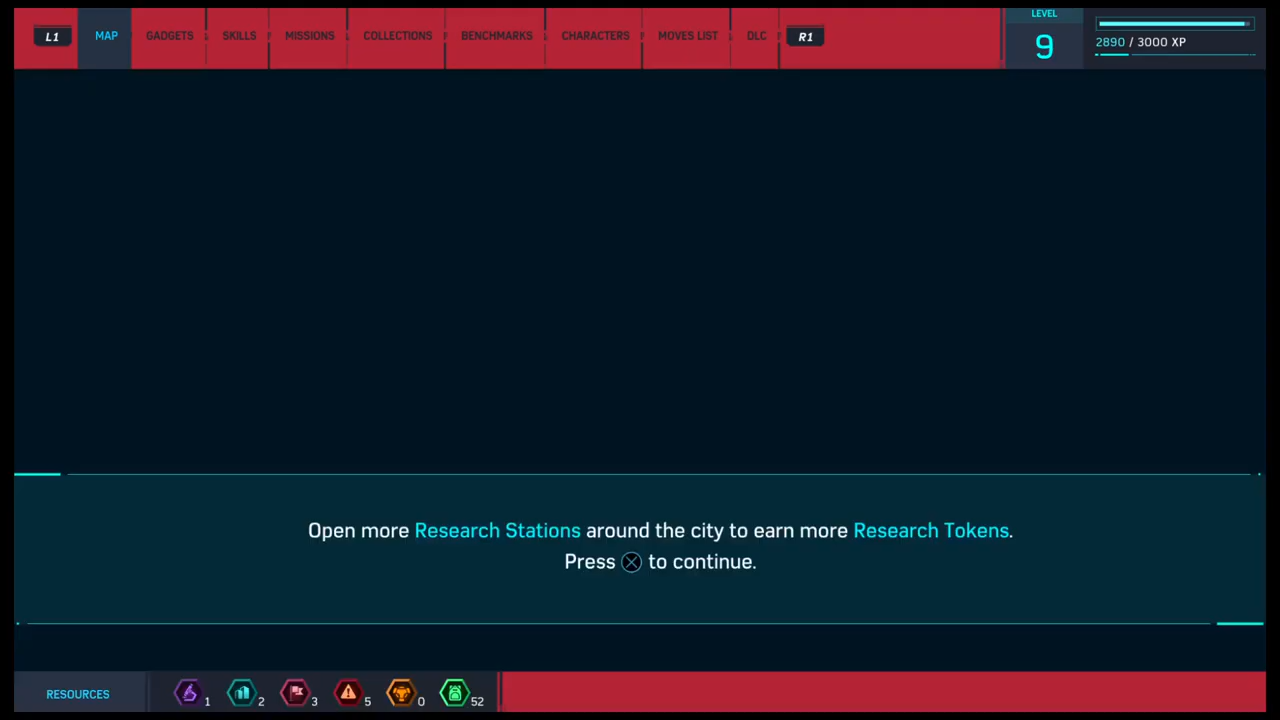 L1 MAP GADGETS SKILLS MISSIONS COLLECTIONS BENCHMARKS CHARACTERS MOVES LIST DLC R1
LEVEL
9
2890 / 3000 XP
Open more Research Stations around the city to earn more Research Tokens.
Press to continue.
RESOURCES 1 2 3 5 0 52